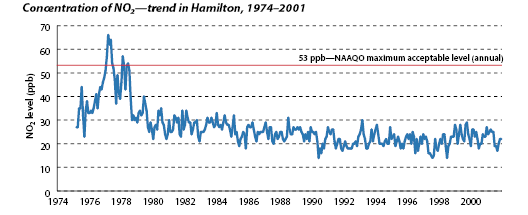 Concentration of NO₂—trend in Hamilton, 1974–2001
NO₂ level (ppb)
70
60
53 ppb—NAAQO maximum acceptable level (annual)
50
40
30
20
10
0
1974 1976 1978 1980 1982 1984 1986 1988 1990 1992 1994 1996 1998 2000